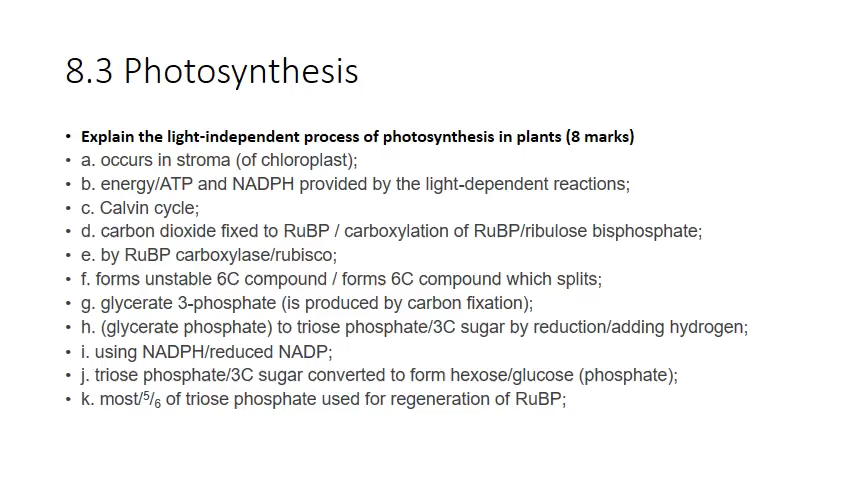 8.3 Photosynthesis
• Explain the light-independent process of photosynthesis in plants (8 marks)
• a. occurs in stroma (of chloroplast);
• b. energy/ATP and NADPH provided by the light-dependent reactions;
• c. Calvin cycle;
• d. carbon dioxide fixed to RuBP / carboxylation of RuBP/ribulose bisphosphate;
• e. by RuBP carboxylase/rubisco;
• f. forms unstable 6C compound / forms 6C compound which splits;
• g. glycerate 3-phosphate (is produced by carbon fixation);
• h. (glycerate phosphate) to triose phosphate/3C sugar by reduction/adding hydrogen;
• i. using NADPH/reduced NADP;
• j. triose phosphate/3C sugar converted to form hexose/glucose (phosphate);
• k. most/⁵/₆ of triose phosphate used for regeneration of RuBP;